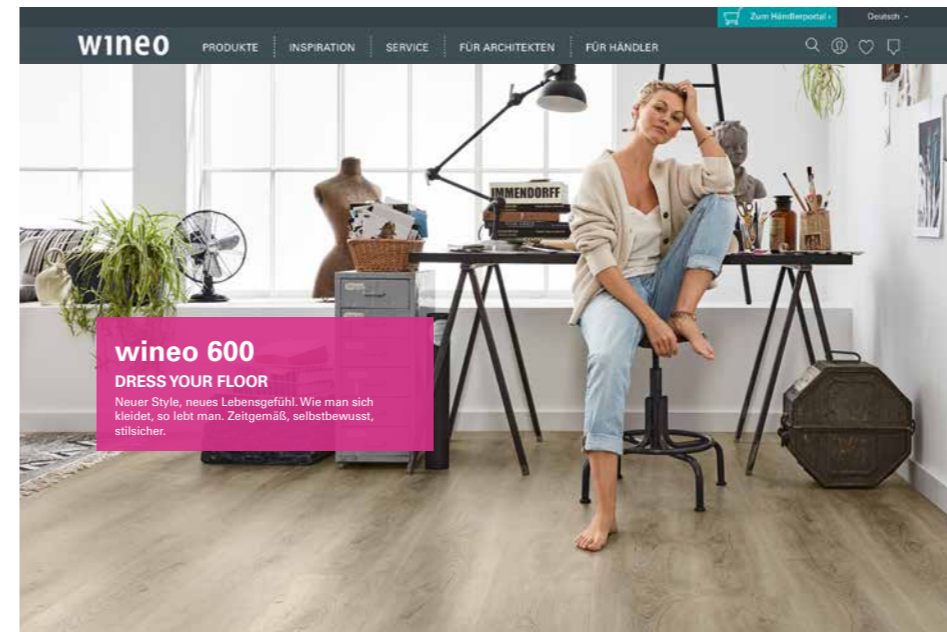 Zum Händlerportal ›
Deutsch
wineo
PRODUKTE
INSPIRATION
SERVICE
FÜR ARCHITEKTEN
FÜR HÄNDLER
IMMENDORFF
wineo 600
DRESS YOUR FLOOR
Neuer Style, neues Lebensgefühl. Wie man sich
kleidet, so lebt man. Zeitgemäß, selbstbewusst,
stilsicher.